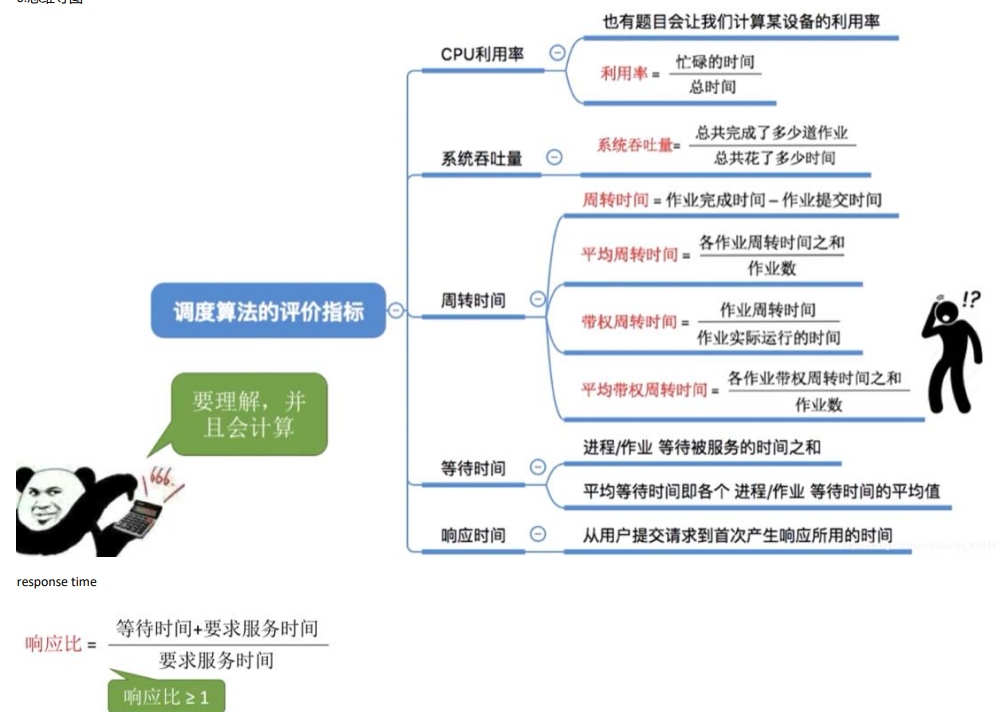 6.思维导图
也有题目会让我们计算某设备的利用率
CPU利用率
利用率 = 忙碌的时间
总时间
系统吞吐量
系统吞吐量= 总共完成了多少道作业
总共花了多少时间
周转时间 = 作业完成时间 – 作业提交时间
平均周转时间 = 各作业周转时间之和
作业数
周转时间
带权周转时间 = 作业周转时间
作业实际运行的时间
平均带权周转时间 = 各作业带权周转时间之和
作业数
调度算法的评价指标
!?
要理解，并
且会计算
666.
等待时间
进程/作业 等待被服务的时间之和
平均等待时间即各个 进程/作业 等待时间的平均值
响应时间
从用户提交请求到首次产生响应所用的时间
response time
响应比 = 等待时间+要求服务时间
要求服务时间
响应比 ≥ 1